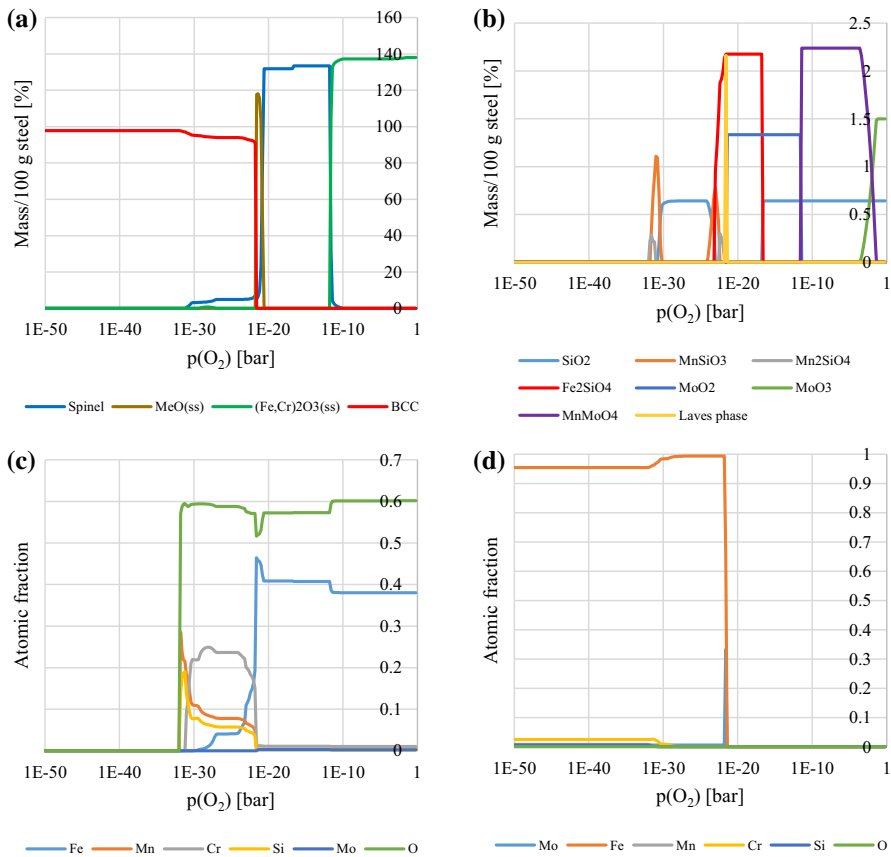 (a)
160
140
120
100
80
60
40
20
0
Mass/100 g steel [%]
1E-50 1E-40 1E-30 1E-20 1E-10 1
p(O2) [bar]
Spinel MeO(ss) (Fe,Cr)2O3(ss) BCC
(b)
2.5
2
1.5
1
0.5
0
Mass/100 g steel [%]
1E-50 1E-40 1E-30 1E-20 1E-10 1
p(O2) [bar]
SiO2 MnSiO3 Mn2SiO4
Fe2SiO4 MoO2 MoO3
MnMoO4 Laves phase
(c)
0.7
0.6
0.5
0.4
0.3
0.2
0.1
0
Atomic fraction
1E-50 1E-40 1E-30 1E-20 1E-10 1
p(O2) [bar]
Fe Mn Cr Si Mo O
(d)
1
0.9
0.8
0.7
0.6
0.5
0.4
0.3
0.2
0.1
0
Atomic fraction
1E-50 1E-40 1E-30 1E-20 1E-10 1
p(O2) [bar]
Mo Fe Mn Cr Si O